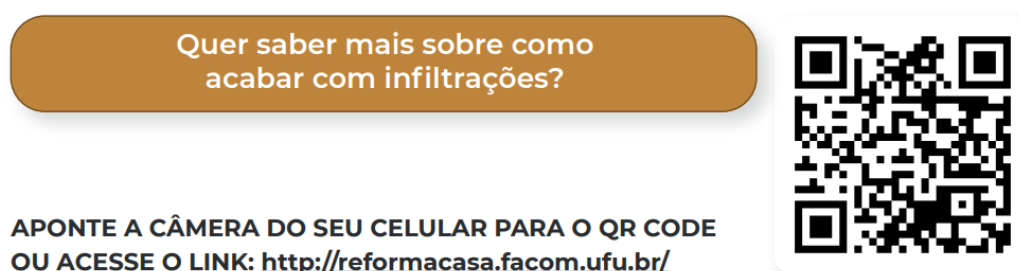 Quer saber mais sobre como
acabar com infiltrações?
APONTE A CÂMERA DO SEU CELULAR PARA O QR CODE
OU ACESSE O LINK: http://reformacasa.facom.ufu.br/